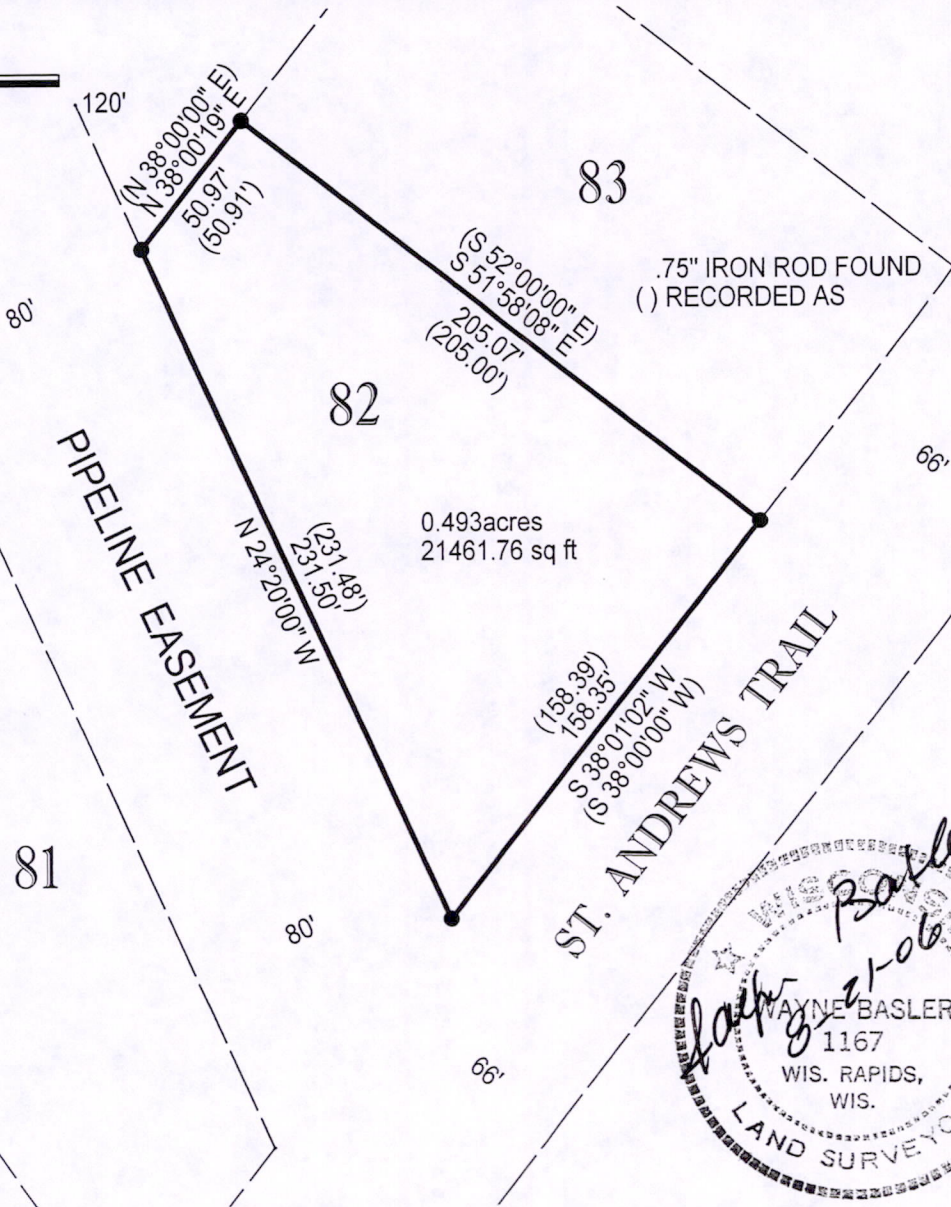 120'
(N 38°00'00" E)
N 38°00'19" E
50.97'
(50.91')
83
(S 52°00'00" E)
S 51°58'08" E
205.07'
(205.00')
.75" IRON ROD FOUND
( ) RECORDED AS
80'
82
66'
PIPELINE EASEMENT
(231.48')
231.50'
N 24°20'00" W
0.493acres
21461.76 sq ft
(158.39')
158.35'
S 38°01'02" W
(S 38°00'00" W)
ST. ANDREWS TRAIL
81
80'
66'
8-21-06
WAYNE BASLER
1167
WIS. RAPIDS,
WIS.
LAND SURVEYO